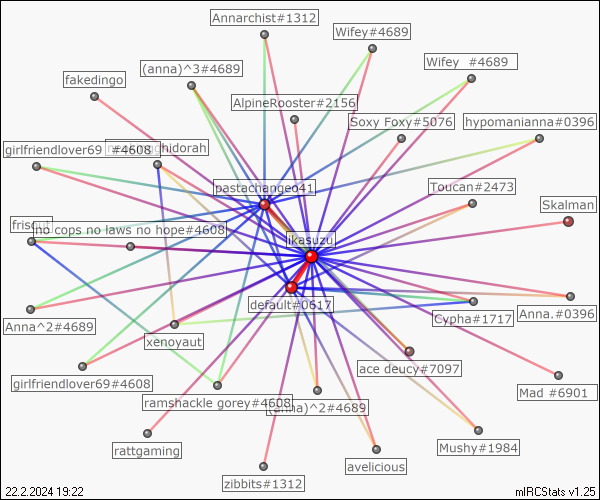 Annarchist#1312
Wifey#4689
Wifey #4689
(anna)^3#4689
fakedingo
AlpineRooster#2156
Soxy Foxy#5076
hypomanianna#0396
girlfriendlover69 #4608
ghidorah
pastachangeo41
Toucan#2473
Skalman
no cops no laws no hope#4608
ikasuzu
default#0617
Anna.#0396
Cypha#1717
Anna^2#4689
xenoyaut
ace deucy#7097
girlfriendlover69#4608
ramshackle gorey#4608
(anna)^2#4689
Mad #6901
rattgaming
Mushy#1984
avelicious
zibbits#1312
22.2.2024 19:22
mIRCStats v1.25